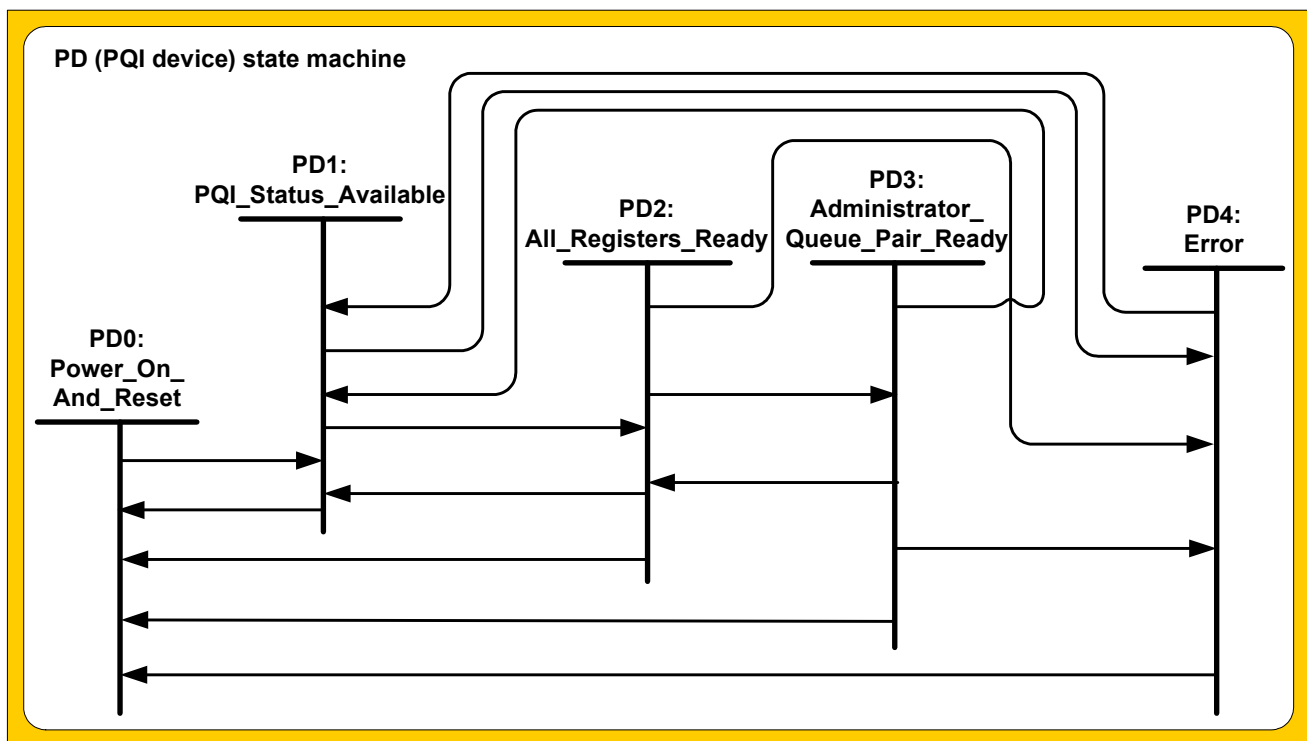 PD (PQI device) state machine
PD1:
PQI_Status_Available
PD2:
All_Registers_Ready
PD3:
Administrator_
Queue_Pair_Ready
PD4:
Error
PD0:
Power_On_
And_Reset